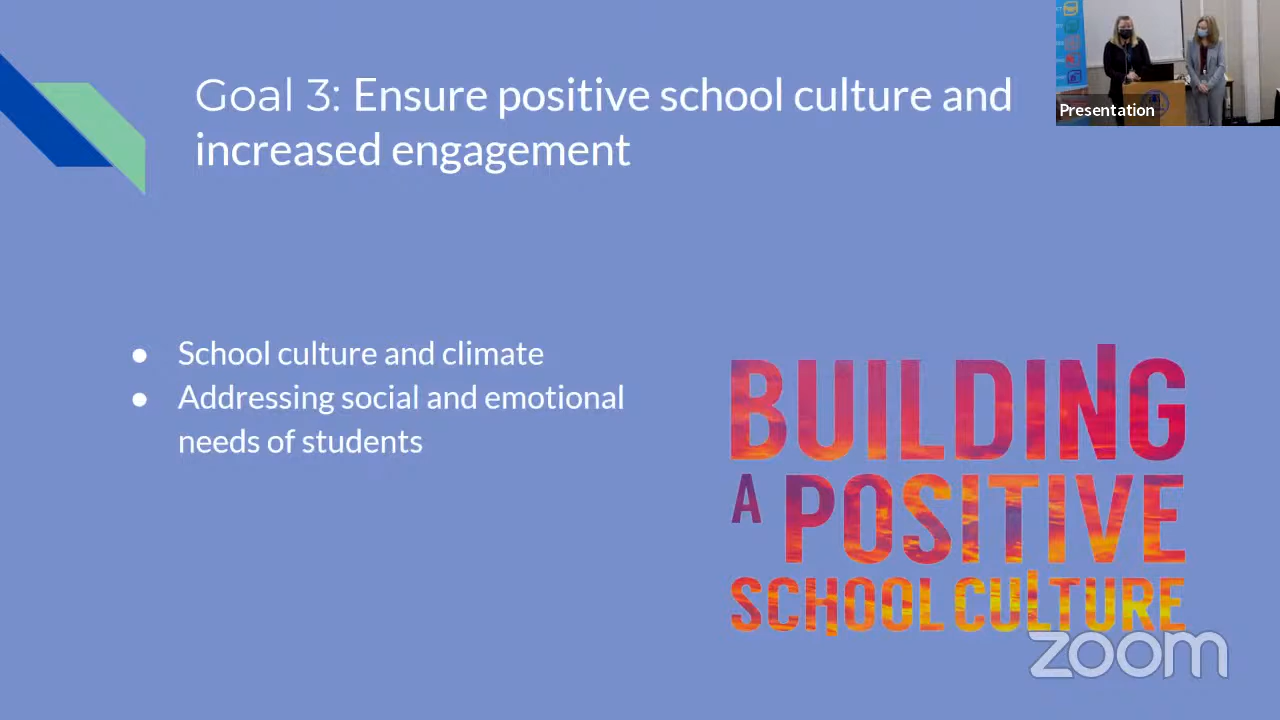 Goal 3: Ensure positive school culture and
increased engagement
Presentation
● School culture and climate
● Addressing social and emotional
needs of students
BUILDING
A POSITIVE
SCHOOL CULTURE
zoom